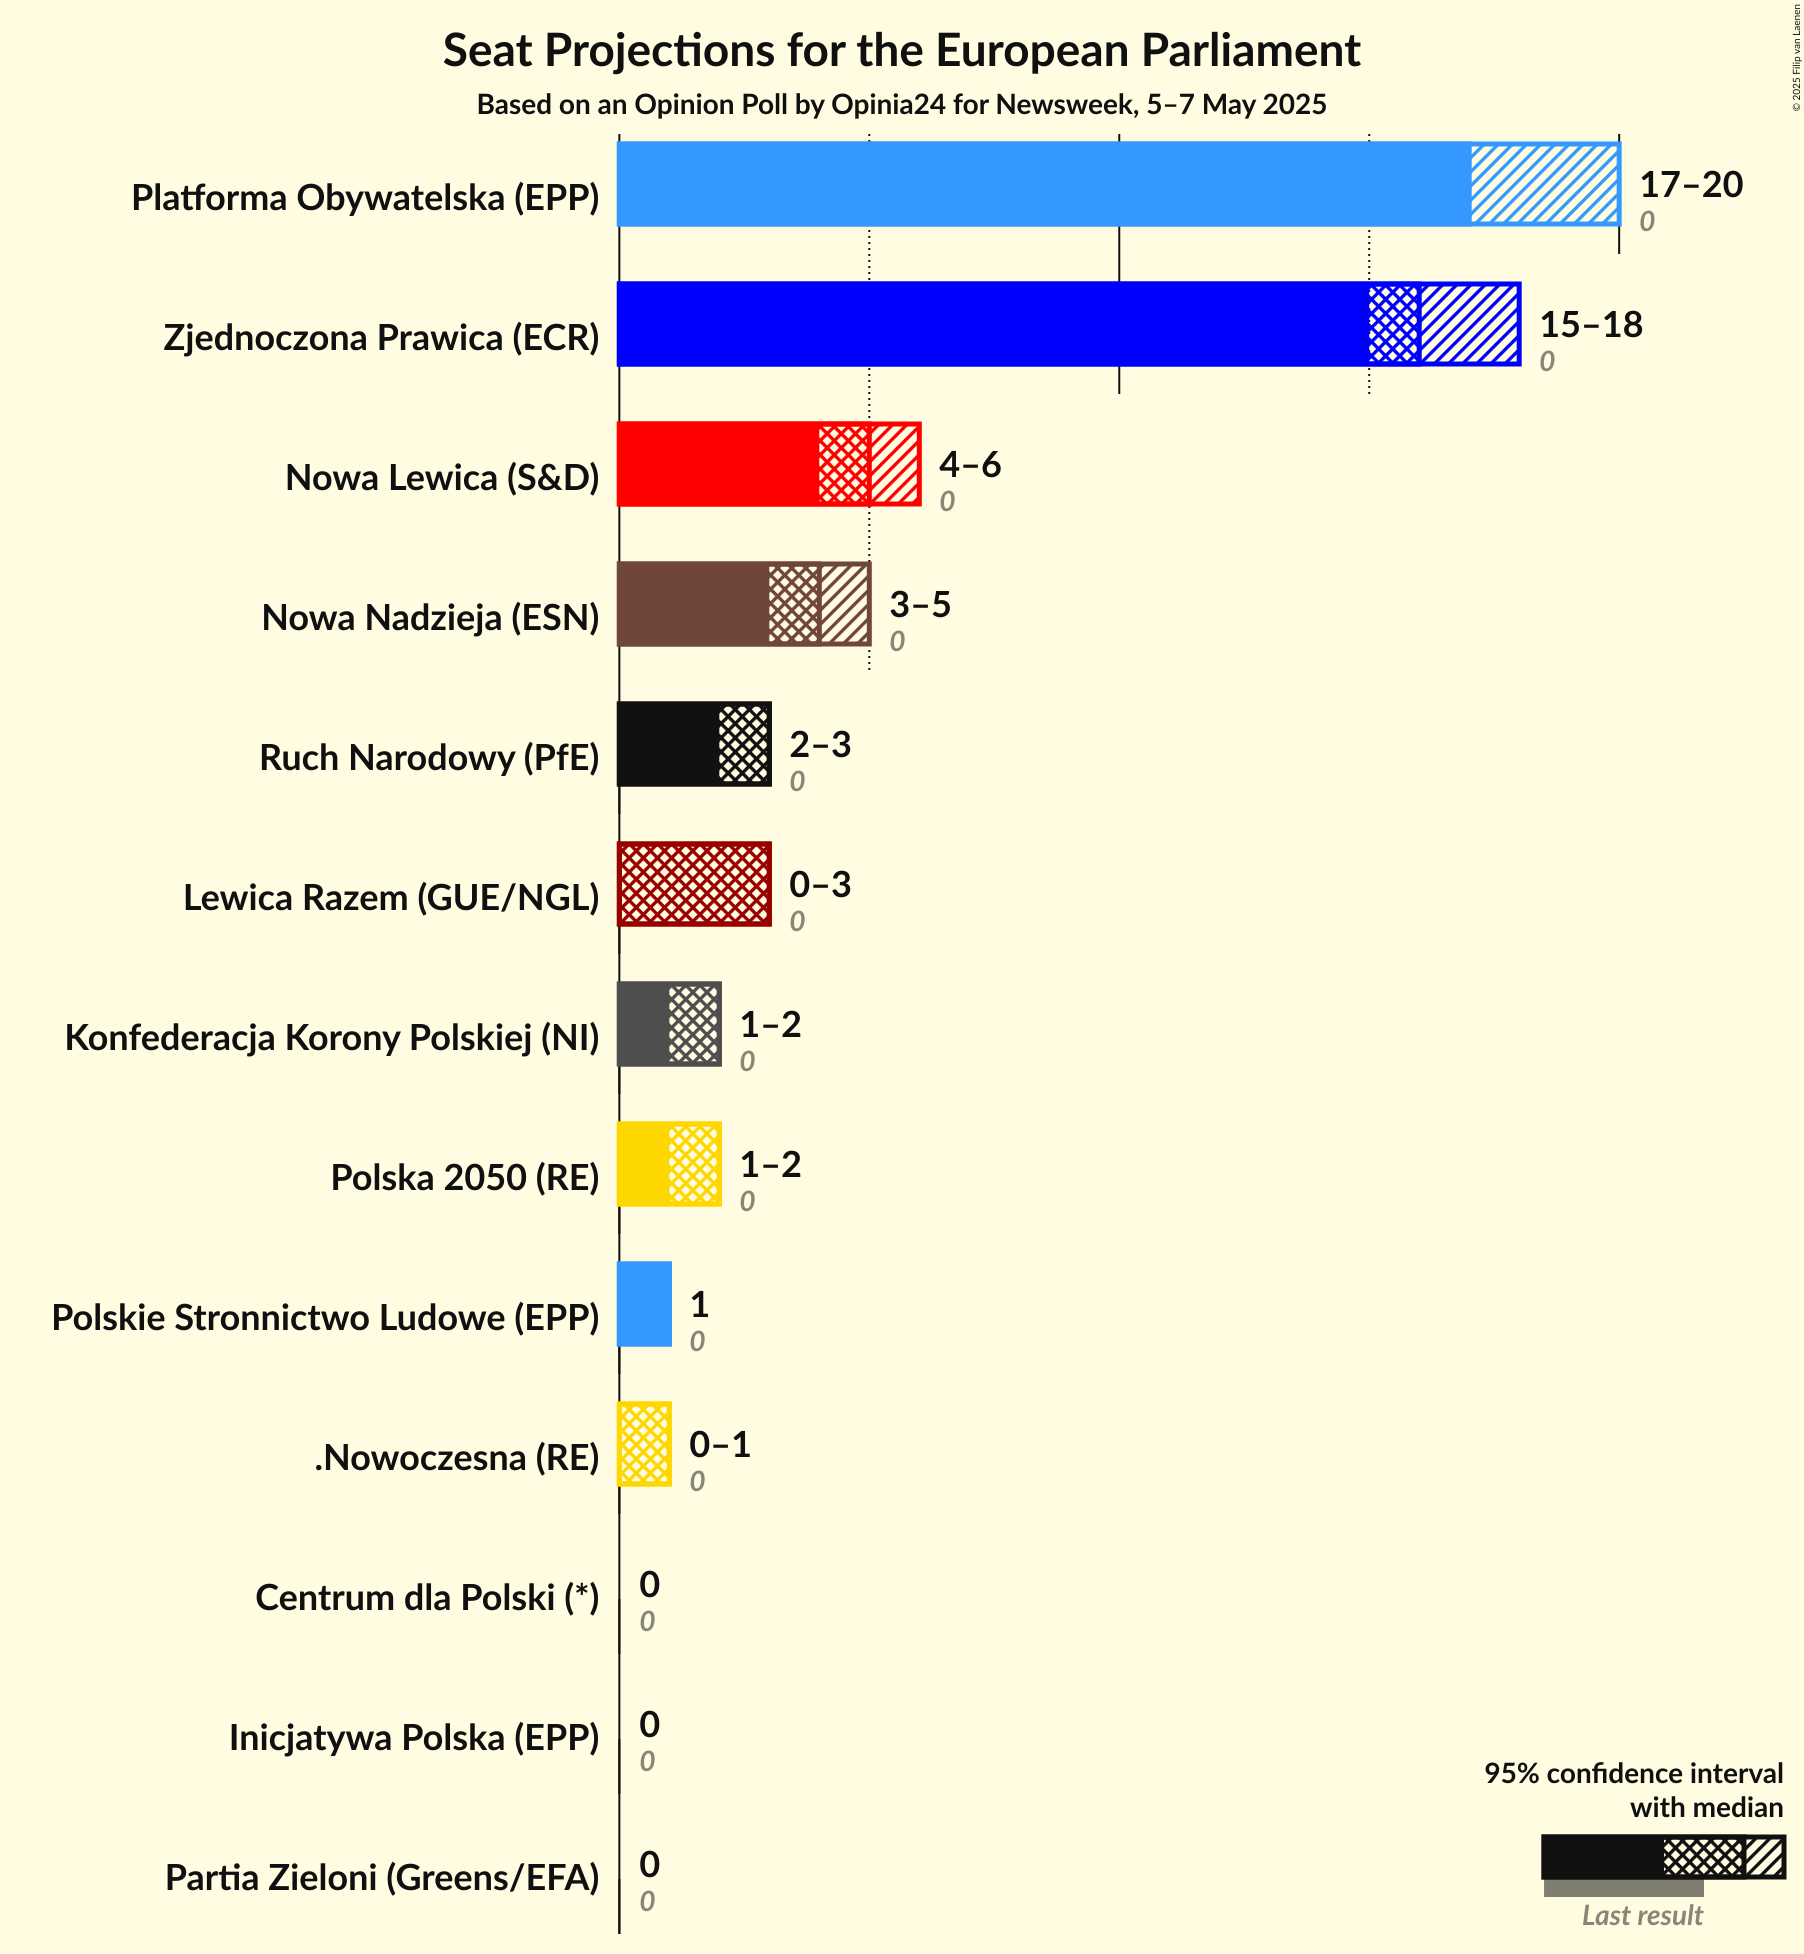 Seat Projections for the European Parliament
Based on an Opinion Poll by Opinia24 for Newsweek, 5–7 May 2025
© 2025 Filip van Laenen
Platforma Obywatelska (EPP)
17–20
0
Zjednoczona Prawica (ECR)
15–18
0
Nowa Lewica (S&D)
4–6
0
Nowa Nadzieja (ESN)
3–5
0
Ruch Narodowy (PfE)
2–3
0
Lewica Razem (GUE/NGL)
0–3
0
Konfederacja Korony Polskiej (NI)
1–2
0
Polska 2050 (RE)
1–2
0
Polskie Stronnictwo Ludowe (EPP)
1
0
.Nowoczesna (RE)
0–1
0
Centrum dla Polski (*)
0
0
Inicjatywa Polska (EPP)
0
0
Partia Zieloni (Greens/EFA)
0
0
95% confidence interval
with median
Last result